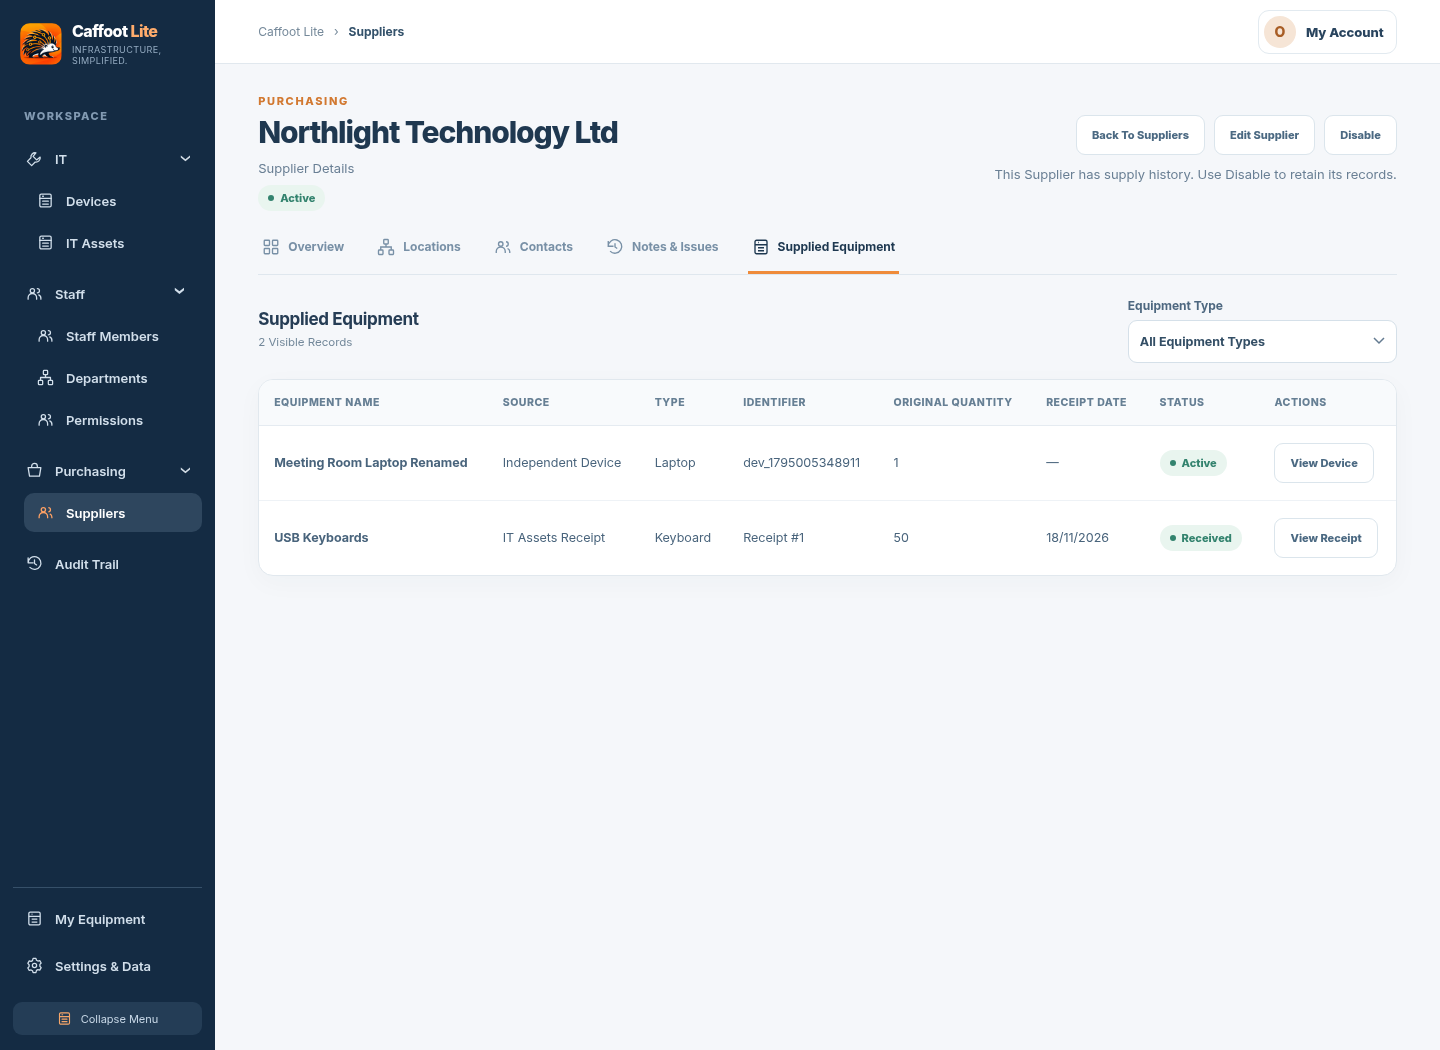 Caffoot Lite
INFRASTRUCTURE,
SIMPLIFIED.
WORKSPACE
IT
Devices
IT Assets
Staff
Staff Members
Departments
Permissions
Purchasing
Suppliers
Audit Trail
My Equipment
Settings & Data
Collapse Menu
Caffoot Lite › Suppliers
O My Account
PURCHASING
Northlight Technology Ltd
Supplier Details
Active
Back To Suppliers Edit Supplier Disable
This Supplier has supply history. Use Disable to retain its records.
Overview Locations Contacts Notes & Issues Supplied Equipment
Supplied Equipment
2 Visible Records
Equipment Type
All Equipment Types
EQUIPMENT NAME SOURCE TYPE IDENTIFIER ORIGINAL QUANTITY RECEIPT DATE STATUS ACTIONS
Meeting Room Laptop Renamed Independent Device Laptop dev_1795005348911 1 — Active View Device
USB Keyboards IT Assets Receipt Keyboard Receipt #1 50 18/11/2026 Received View Receipt